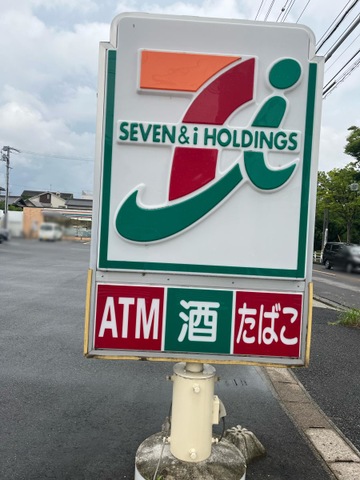 SEVEN&i HOLDINGS
ATM 酒 たばこ